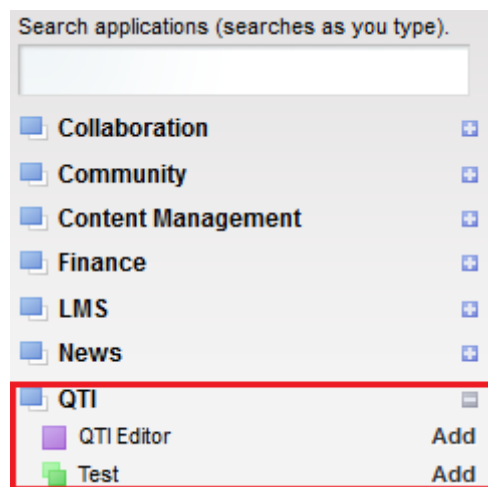 Search applications (searches as you type).
Collaboration
Community
Content Management
Finance
LMS
News
QTI
QTI Editor Add
Test Add